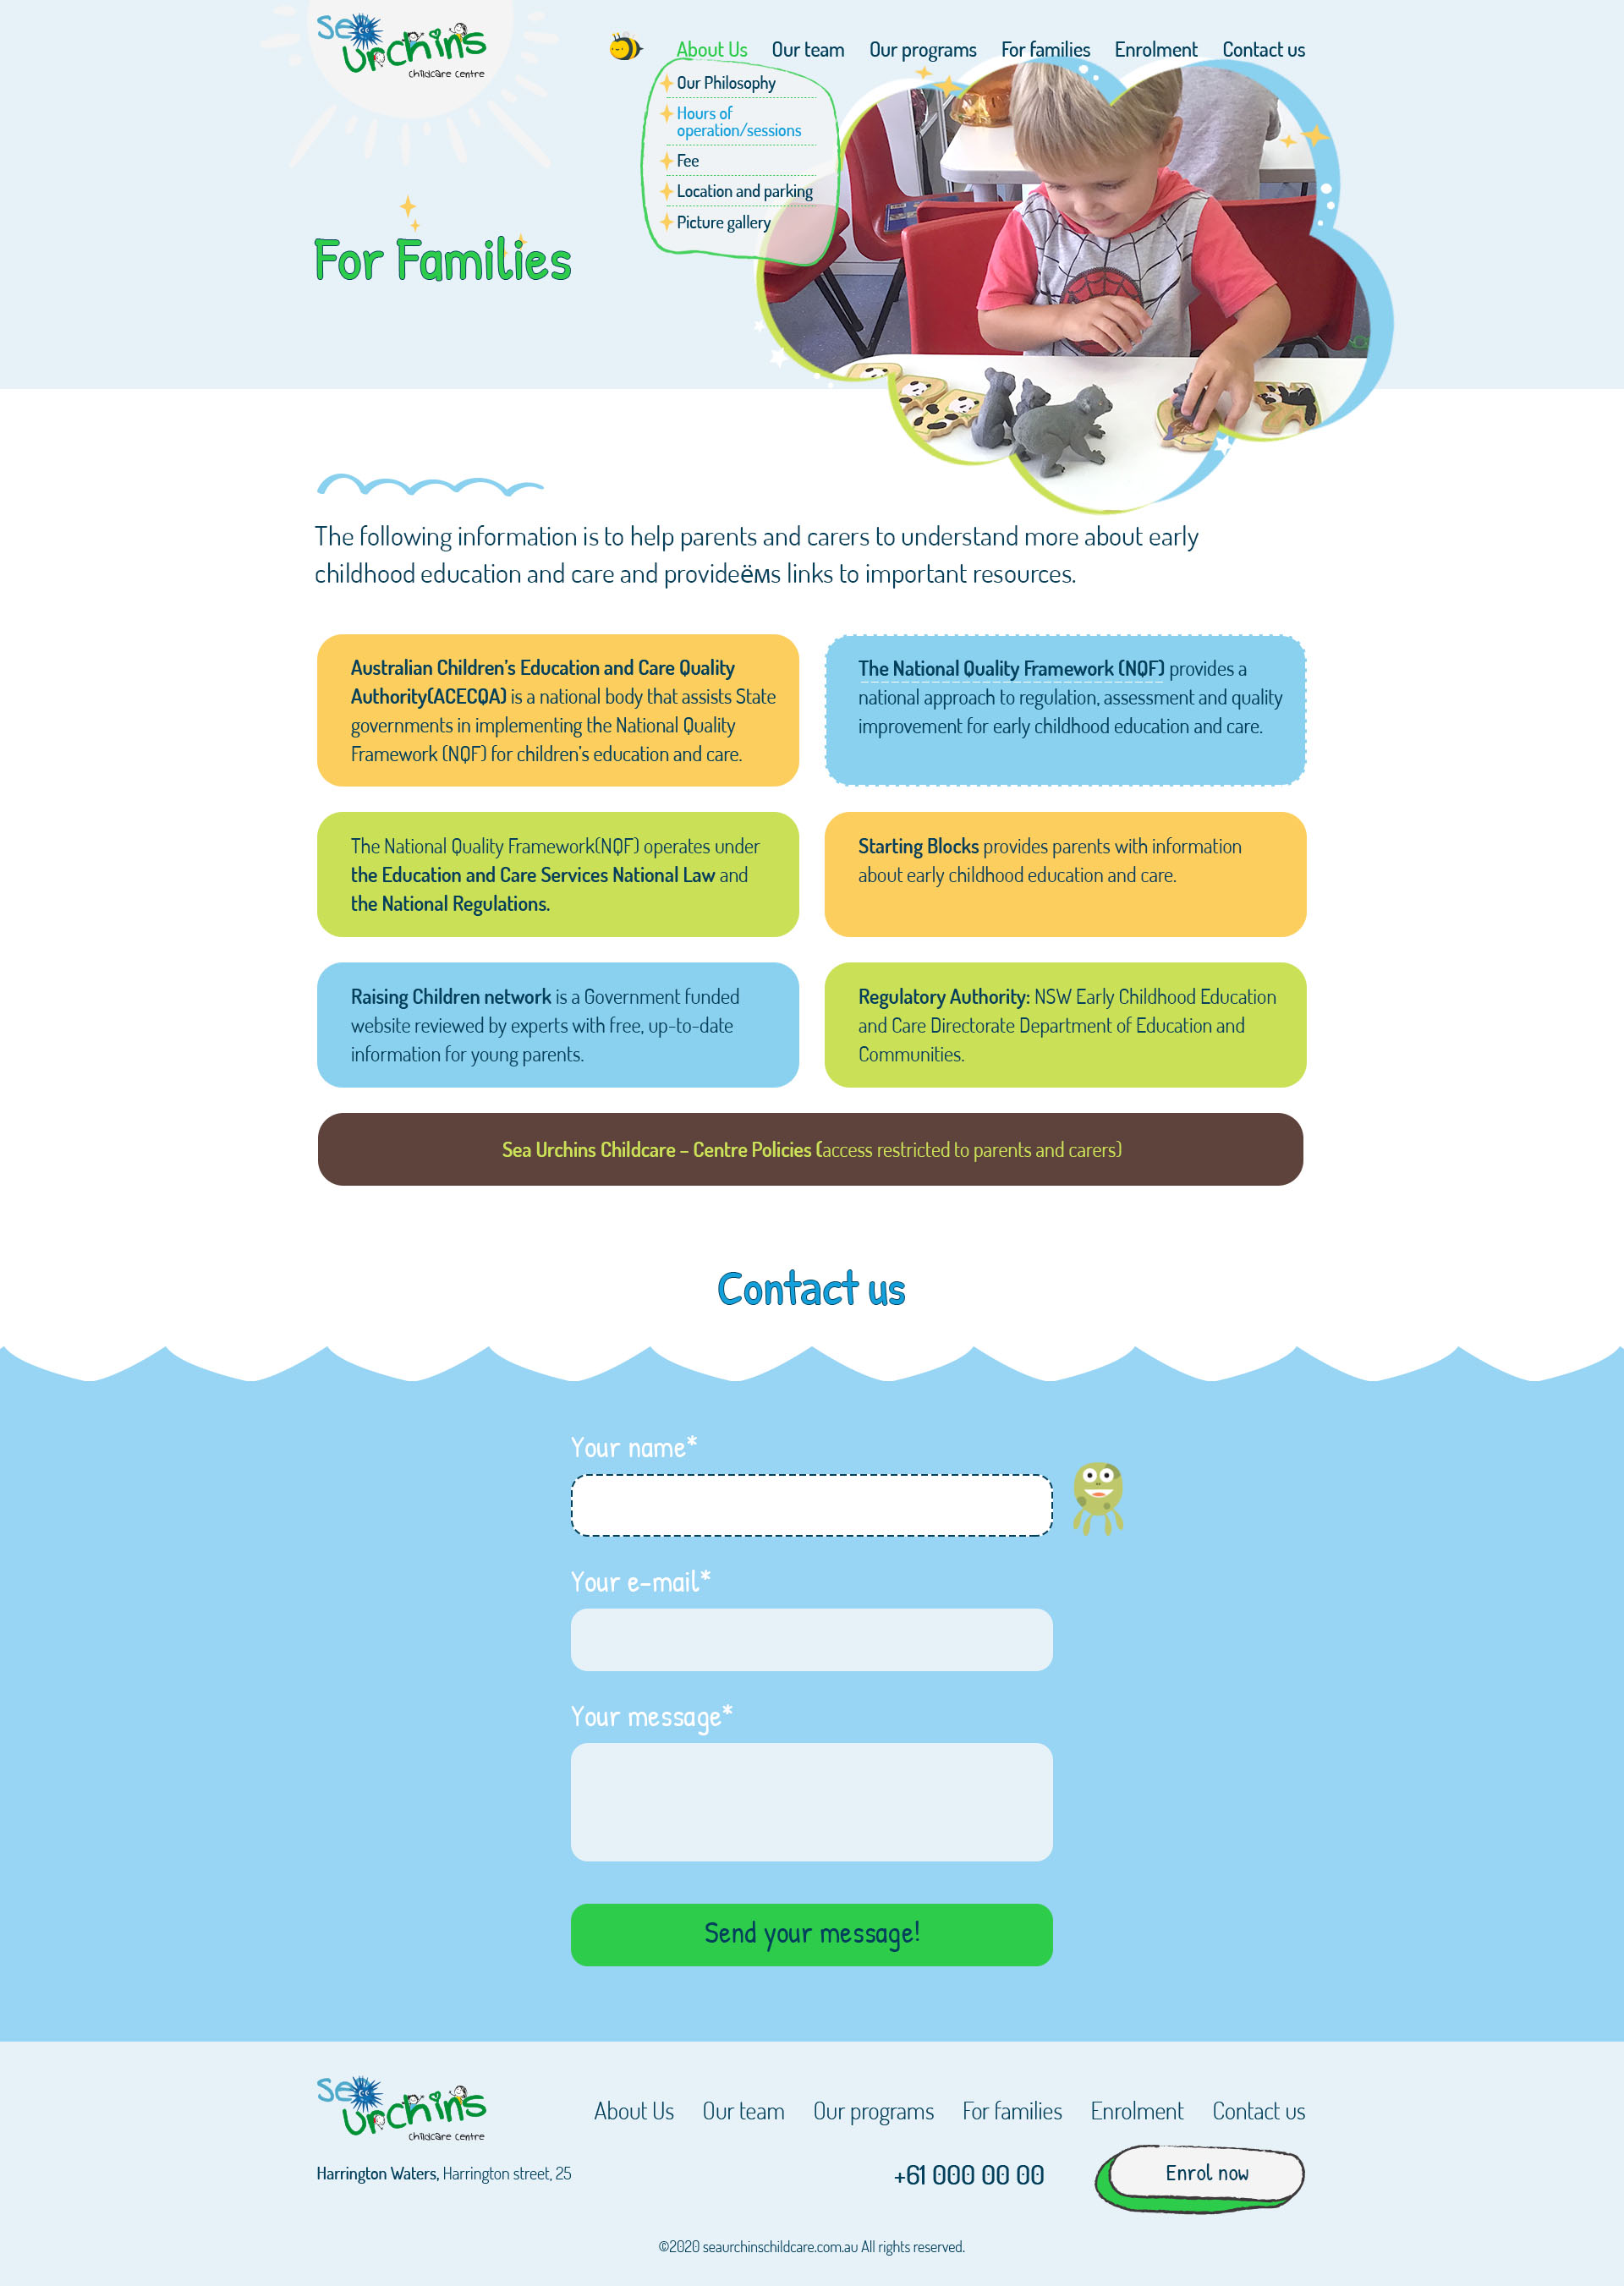 Sea
Urchins
childcare centre
About Us
Our team
Our programs
For families
Enrolment
Contact us
Our Philosophy
Hours of
operation/sessions
Fee
Location and parking
Picture gallery
For Families
The following information is to help parents and carers to understand more about early
childhood education and care and provideёмs links to important resources.
Australian Children’s Education and Care Quality
Authority(ACECQA) is a national body that assists State
governments in implementing the National Quality
Framework (NQF) for children’s education and care.
The National Quality Framework (NQF) provides a
national approach to regulation, assessment and quality
improvement for early childhood education and care.
The National Quality Framework(NQF) operates under
the Education and Care Services National Law and
the National Regulations.
Starting Blocks provides parents with information
about early childhood education and care.
Raising Children network is a Government funded
website reviewed by experts with free, up-to-date
information for young parents.
Regulatory Authority: NSW Early Childhood Education
and Care Directorate Department of Education and
Communities.
Sea Urchins Childcare – Centre Policies (access restricted to parents and carers)
Contact us
Your name*
Your e-mail*
Your message*
Send your message!
Sea
Urchins
childcare centre
About Us
Our team
Our programs
For families
Enrolment
Contact us
Harrington Waters, Harrington street, 25
+61 000 00 00
Enrol now
©2020 seaurchinschildcare.com.au All rights reserved.